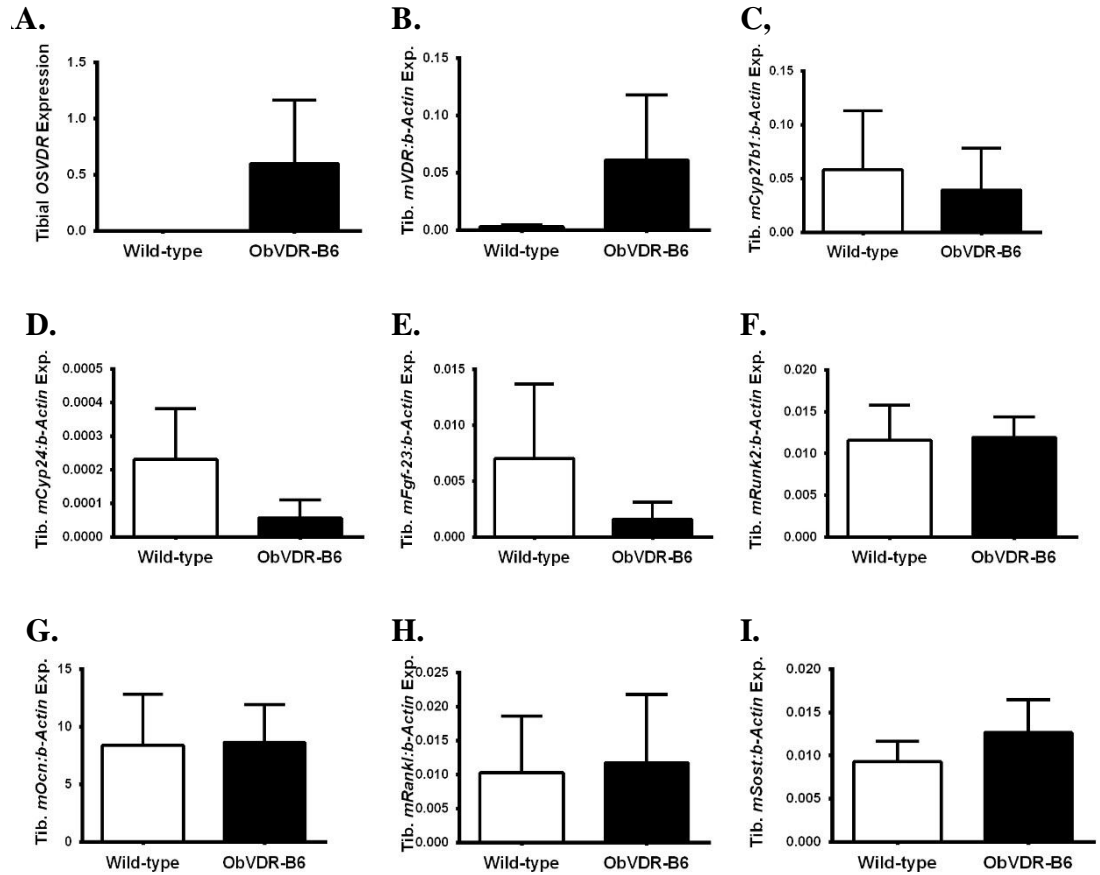 .A.
B.
C,
Tibial OSVDR Expression
1.5
1.0
0.5
0.0
Wild-type
ObVDR-B6
Tib. mVDR:b-Actin Exp.
0.15
0.10
0.05
0.00
Wild-type
ObVDR-B6
Tib. mCyp27b1:b-Actin Exp.
0.15
0.10
0.05
0.00
Wild-type
ObVDR-B6
D.
E.
F.
Tib. mCyp24:b-Actin Exp.
0.0005
0.0004
0.0003
0.0002
0.0001
0.0000
Wild-type
ObVDR-B6
Tib. mFgf-23:b-Actin Exp.
0.015
0.010
0.005
0.000
Wild-type
ObVDR-B6
Tib. mRunk2:b-Actin Exp.
0.020
0.015
0.010
0.005
0.000
Wild-type
ObVDR-B6
G.
H.
I.
Tib. mOcn:b-Actin Exp.
15
10
5
0
Wild-type
ObVDR-B6
Tib. mRankl:b-Actin Exp.
0.025
0.020
0.015
0.010
0.005
0.000
Wild-type
ObVDR-B6
Tib. mSost:b-Actin Exp.
0.020
0.015
0.010
0.005
0.000
Wild-type
ObVDR-B6